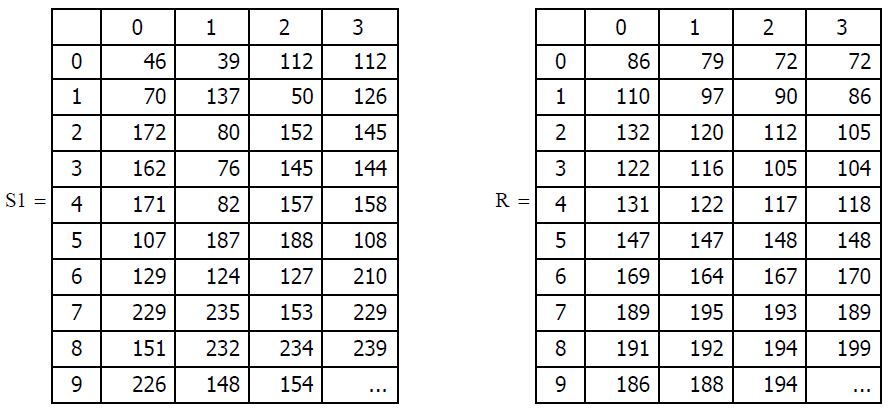 0 1 2 3 0 1 2 3
0 46 39 112 112 0 86 79 72 72
1 70 137 50 126 1 110 97 90 86
2 172 80 152 145 2 132 120 112 105
3 162 76 145 144 3 122 116 105 104
S1 = 4 171 82 157 158 R = 4 131 122 117 118
5 107 187 188 108 5 147 147 148 148
6 129 124 127 210 6 169 164 167 170
7 229 235 153 229 7 189 195 193 189
8 151 232 234 239 8 191 192 194 199
9 226 148 154 ... 9 186 188 194 ...